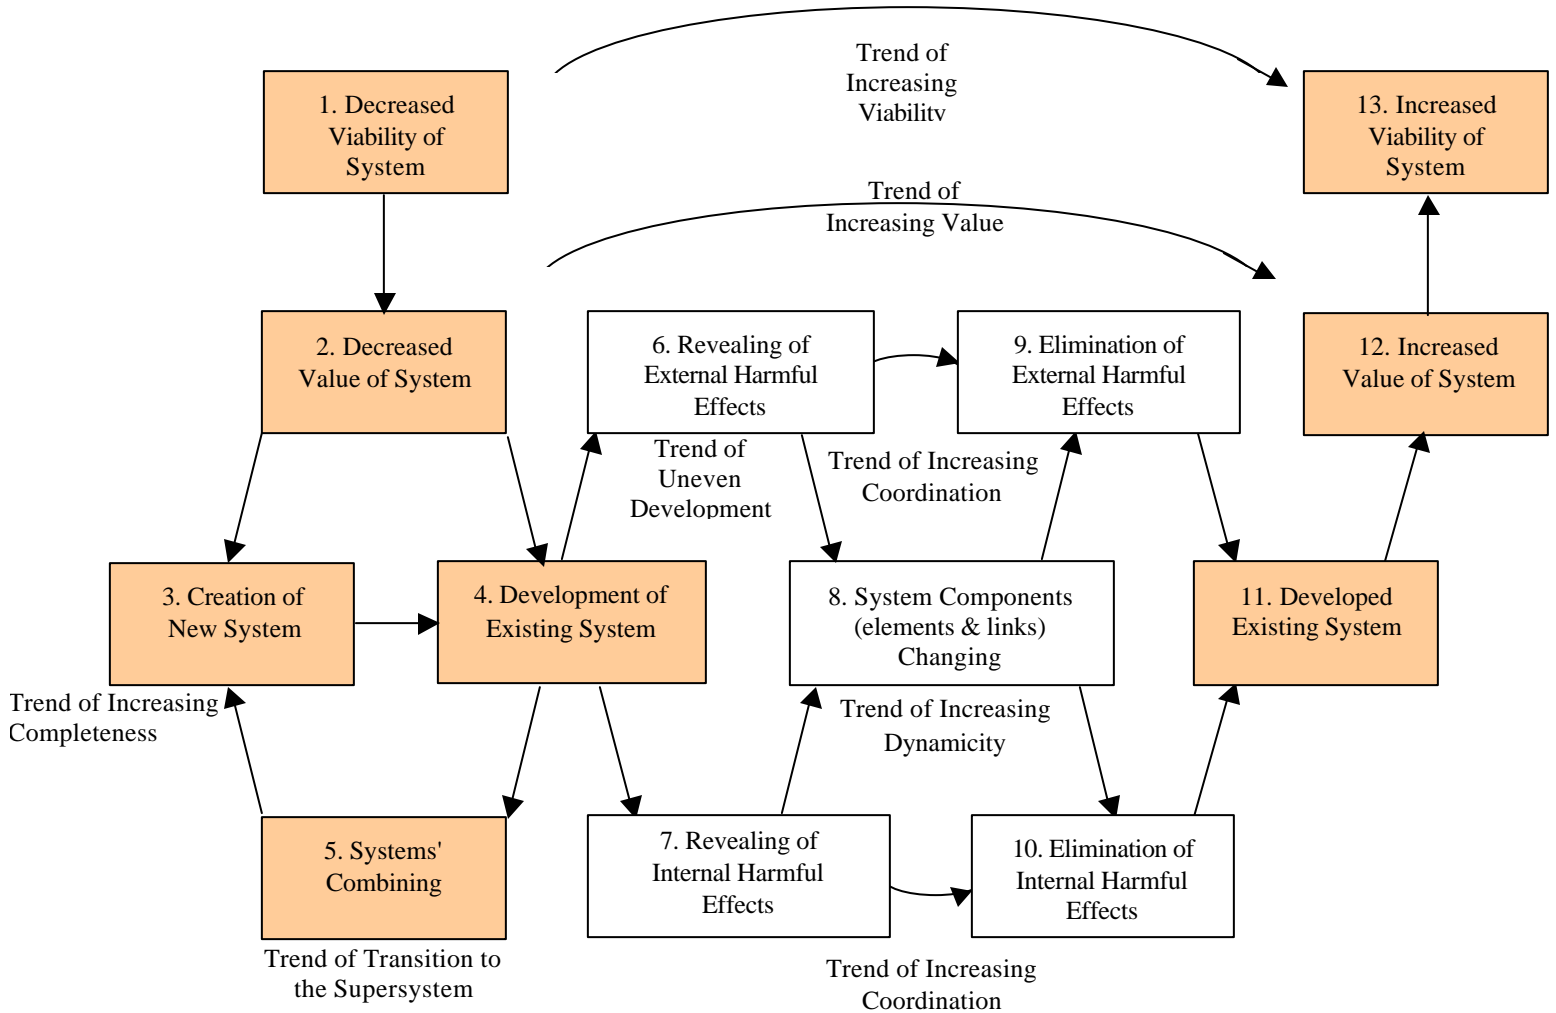 Trend of
Increasing
Viability
1. Decreased
Viability of
System
13. Increased
Viability of
System
Trend of
Increasing Value
2. Decreased
Value of System
6. Revealing of
External Harmful
Effects
9. Elimination of
External Harmful
Effects
12. Increased
Value of System
Trend of
Uneven
Development
Trend of Increasing
Coordination
3. Creation of
New System
4. Development of
Existing System
8. System Components
(elements & links)
Changing
11. Developed
Existing System
Trend of Increasing
Completeness
Trend of Increasing
Dynamicity
5. Systems'
Combining
7. Revealing of
Internal Harmful
Effects
10. Elimination of
Internal Harmful
Effects
Trend of Transition to
the Supersystem
Trend of Increasing
Coordination